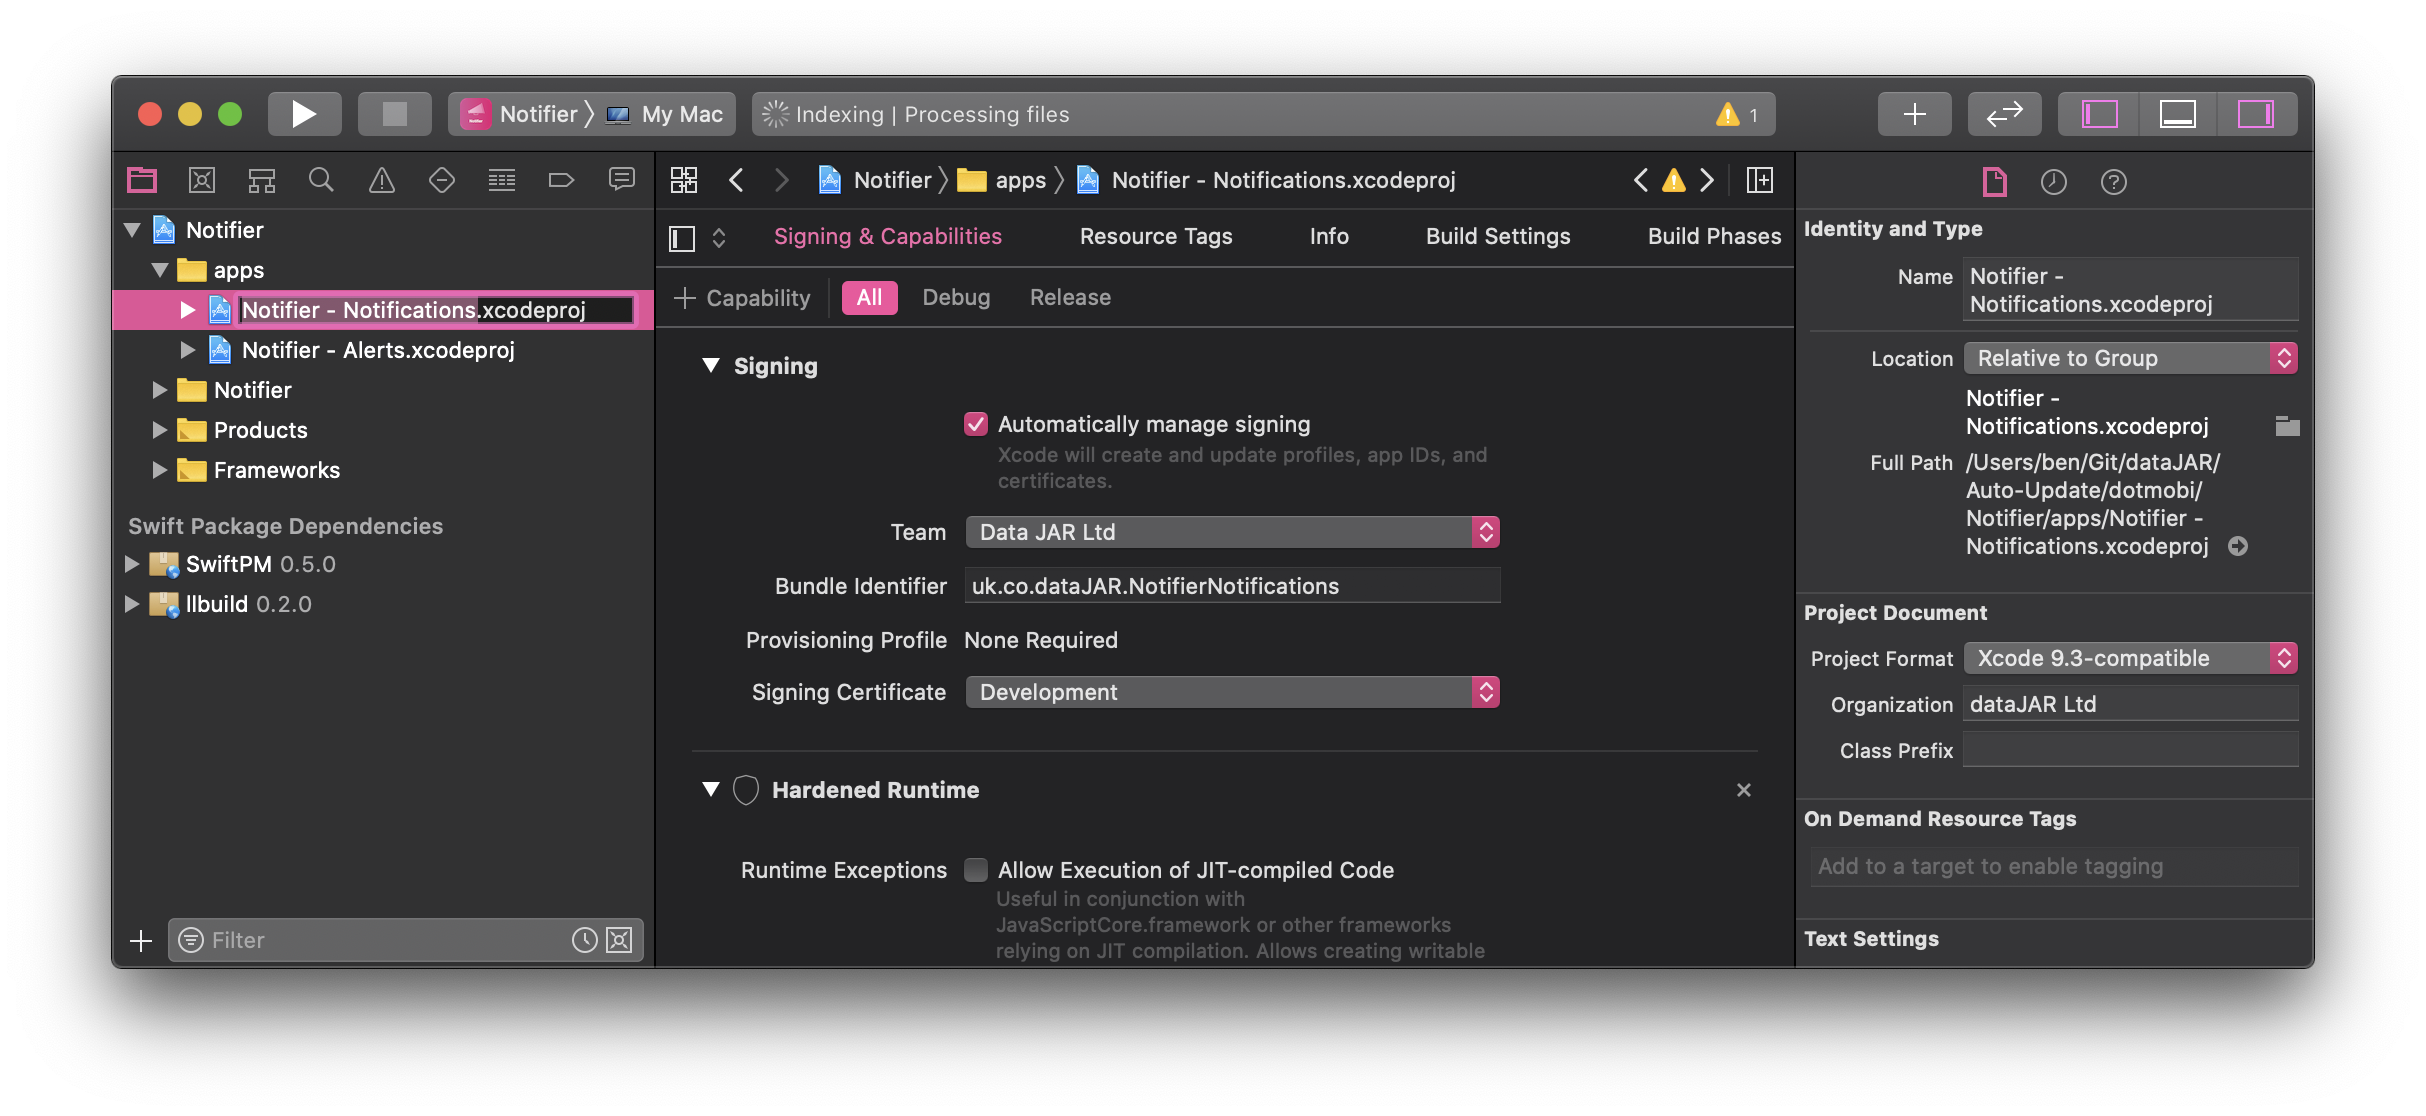 Notifier 〉 My Mac
Indexing | Processing files
1
Notifier
apps
Notifier - Notifications.xcodeproj
Notifier - Alerts.xcodeproj
Notifier
Products
Frameworks
Swift Package Dependencies
SwiftPM 0.5.0
llbuild 0.2.0
Filter
Notifier 〉 apps 〉 Notifier - Notifications.xcodeproj
Signing & Capabilities Resource Tags Info Build Settings Build Phases
+ Capability All Debug Release
Signing
Automatically manage signing
Xcode will create and update profiles, app IDs, and
certificates.
Team Data JAR Ltd
Bundle Identifier uk.co.dataJAR.NotifierNotifications
Provisioning Profile None Required
Signing Certificate Development
Hardened Runtime
Runtime Exceptions Allow Execution of JIT-compiled Code
Useful in conjunction with
JavaScriptCore.framework or other frameworks
relying on JIT compilation. Allows creating writable
Identity and Type
Name Notifier -
Notifications.xcodeproj
Location Relative to Group
Notifier -
Notifications.xcodeproj
Full Path /Users/ben/Git/dataJAR/
Auto-Update/dotmobi/
Notifier/apps/Notifier -
Notifications.xcodeproj
Project Document
Project Format Xcode 9.3-compatible
Organization dataJAR Ltd
Class Prefix
On Demand Resource Tags
Add to a target to enable tagging
Text Settings